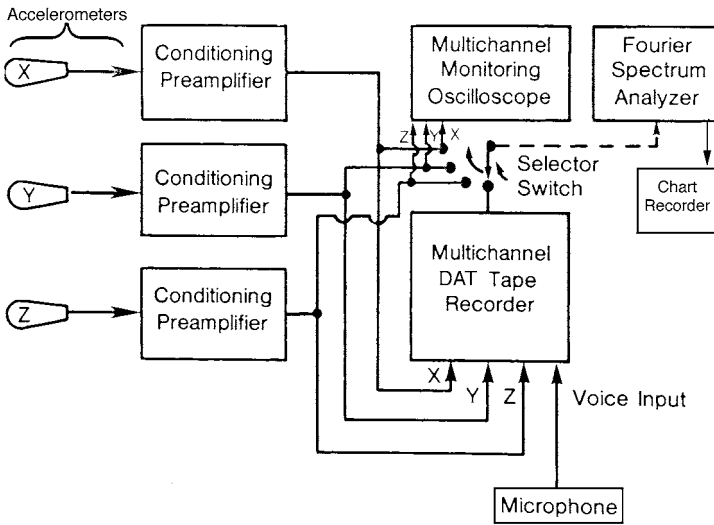 Accelerometers
X
Conditioning
Preamplifier
Multichannel
Monitoring
Oscilloscope
Fourier
Spectrum
Analyzer
Z Y X
Selector
Switch
Y
Conditioning
Preamplifier
Chart
Recorder
Multichannel
DAT Tape
Recorder
Z
Conditioning
Preamplifier
X
Y Z
Voice Input
Microphone